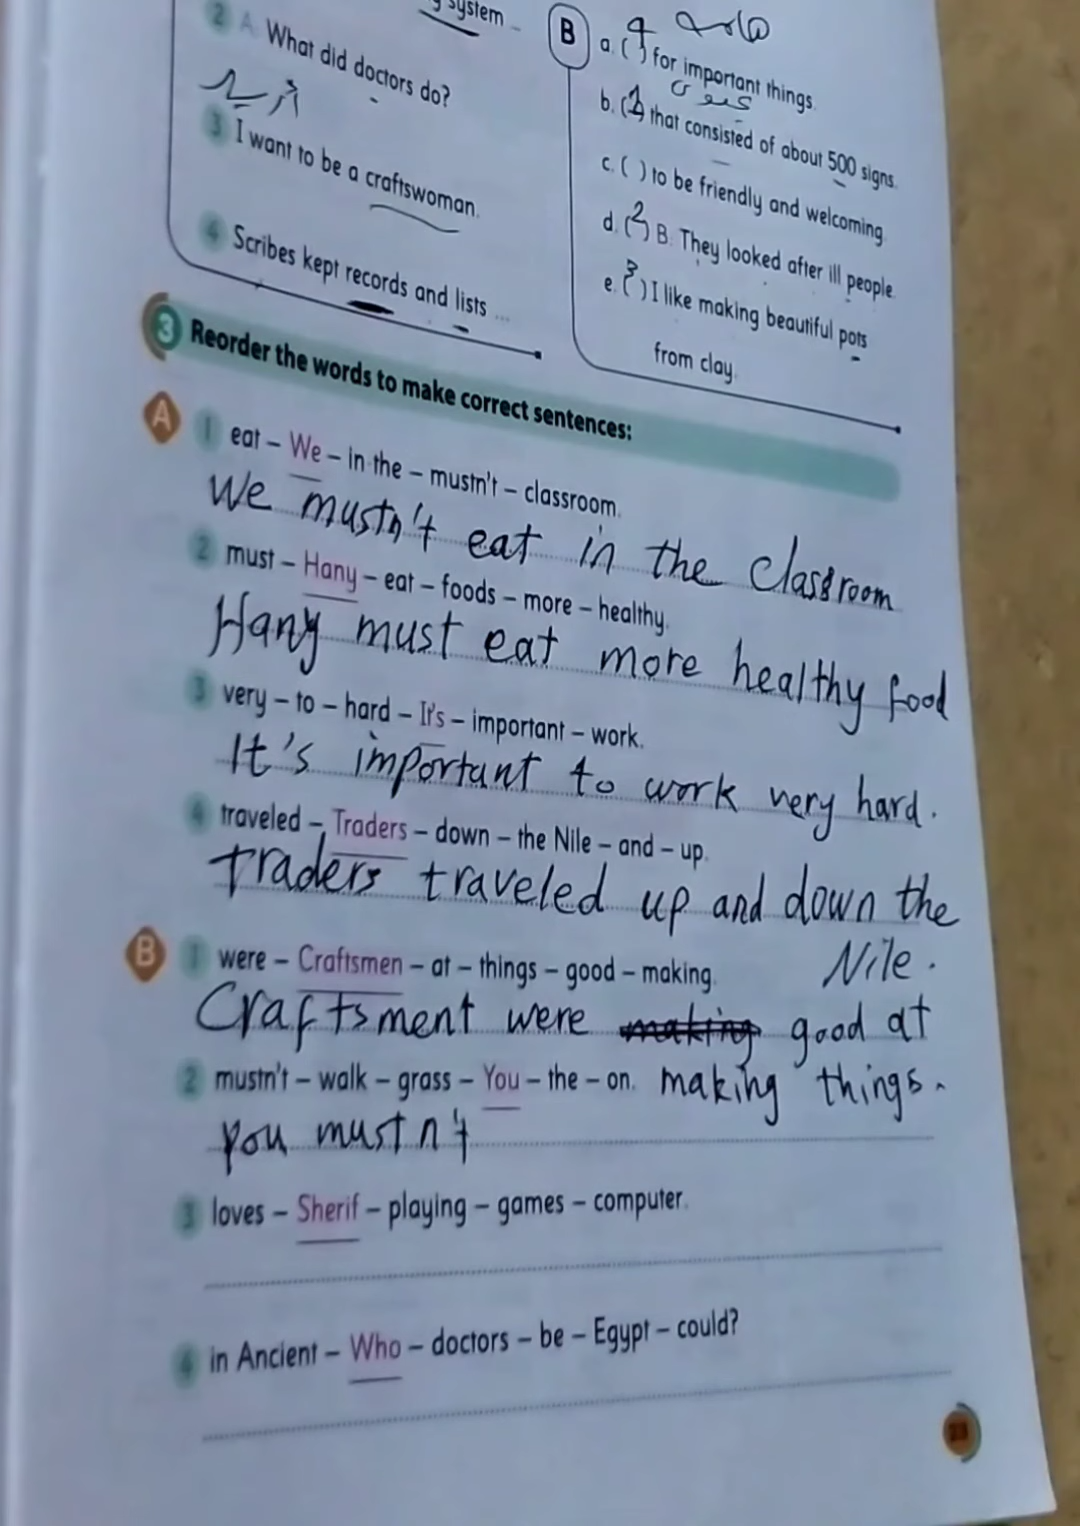 system
2 A. What did doctors do?
3 I want to be a craftswoman.
4 Scribes kept records and lists ...
B
a. (4) for important things.
b. (1) that consisted of about 500 signs.
c. ( ) to be friendly and welcoming.
d. (2) B. They looked after ill people.
e. (3) I like making beautiful pots
from clay.
3 Reorder the words to make correct sentences:
A 1 eat – We – in the – mustn't – classroom.
We mustn't eat in the classroom
2 must – Hany – eat – foods – more – healthy.
Hany must eat more healthy food
3 very – to – hard – It's – important – work.
It's important to work very hard.
4 traveled – Traders – down – the Nile – and – up.
Traders traveled up and down the
Nile.
B 1 were – Craftsmen – at – things – good – making.
Craftsment were making good at
making things.
2 mustn't – walk – grass – You – the – on.
you mustn't
3 loves – Sherif – playing – games – computer.
4 in Ancient – Who – doctors – be – Egypt – could?